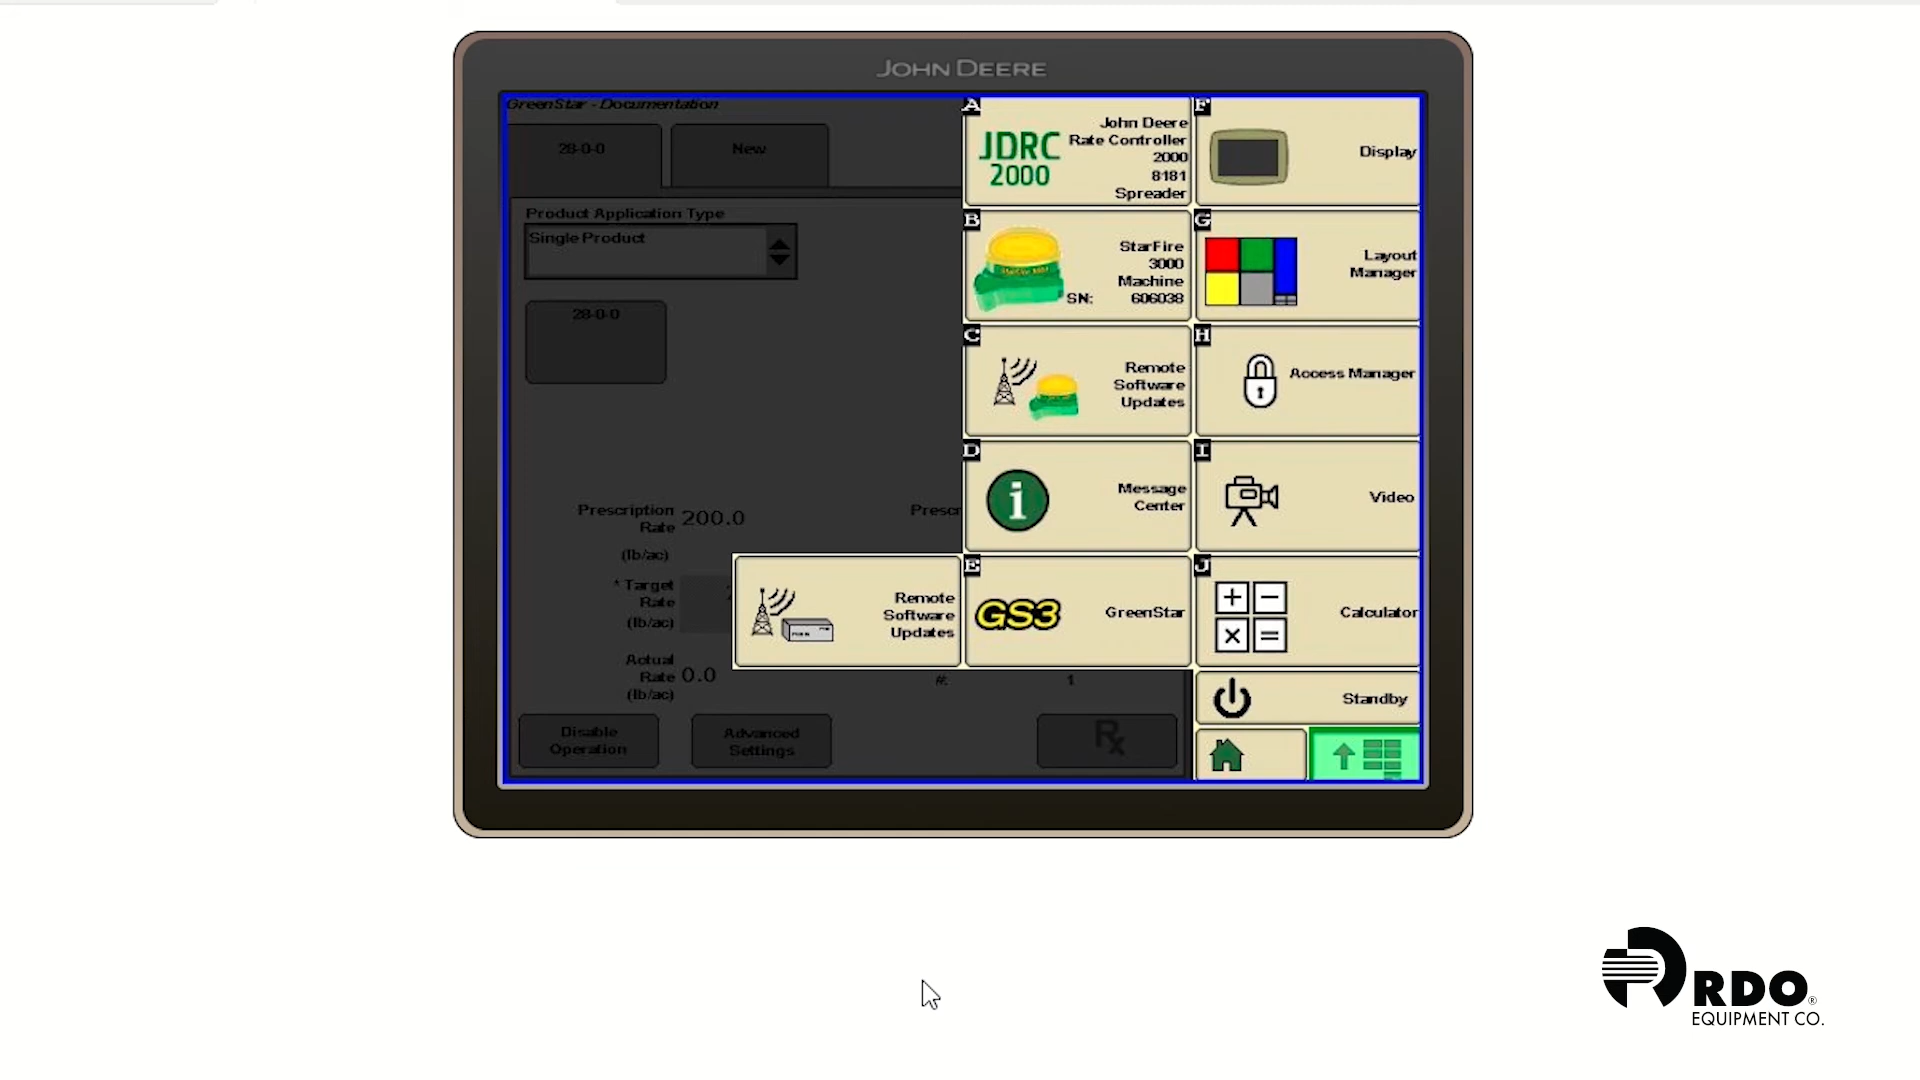 JOHN DEERE
GreenStar - Documentation
28-0-0
New
Product Application Type
Single Product
28-0-0
Prescription
Rate
200.0
(lb/ac)
Prescr
* Target
Rate
(lb/ac)
Actual
Rate
0.0
(lb/ac)
#:
1
Disable
Operation
Advanced
Settings
Rx
A
JDRC
2000
John Deere
Rate Controller
2000
8181
Spreader
B
StarFire
3000
Machine
SN: 606038
C
Remote
Software
Updates
D
i
Message
Center
Remote
Software
Updates
E
GS3
GreenStar
F
Display
G
Layout
Manager
H
Access Manager
I
Video
J
+ −
× =
Calculator
Standby
RDO®
EQUIPMENT CO.